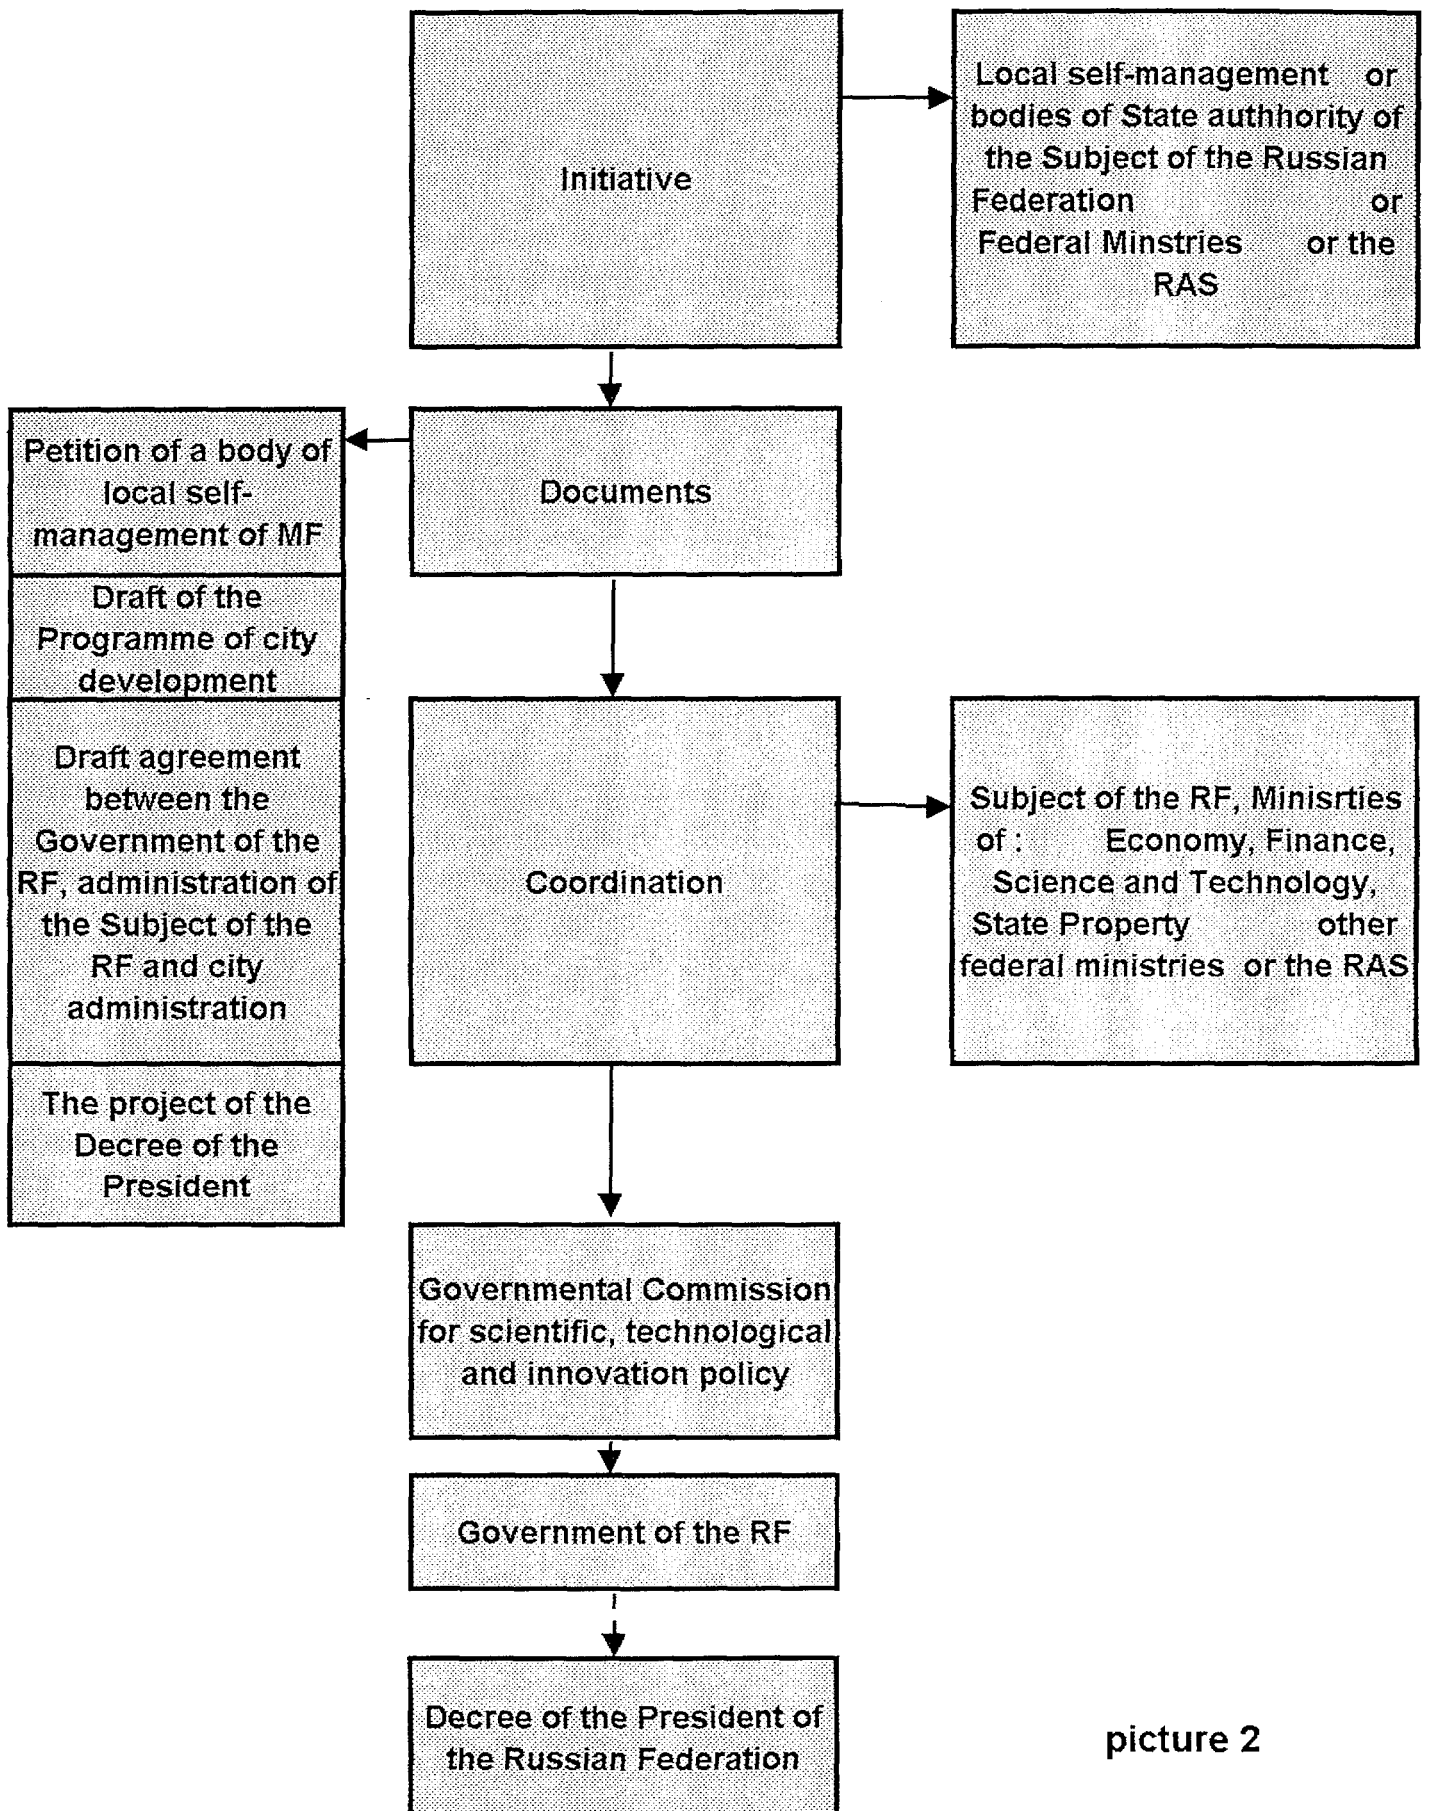 Initiative
Local self-management or
bodies of State authhority of
the Subject of the Russian
Federation or
Federal Minstries or the
RAS
Petition of a body of
local self-
management of MF
Documents
Draft of the
Programme of city
development
Draft agreement
between the
Government of the
RF, administration of
the Subject of the
RF and city
administration
Coordination
Subject of the RF, Minisrties
of : Economy, Finance,
Science and Technology,
State Property other
federal ministries or the RAS
The project of the
Decree of the
President
Governmental Commission
for scientific, technological
and innovation policy
Government of the RF
Decree of the President of
the Russian Federation
picture 2